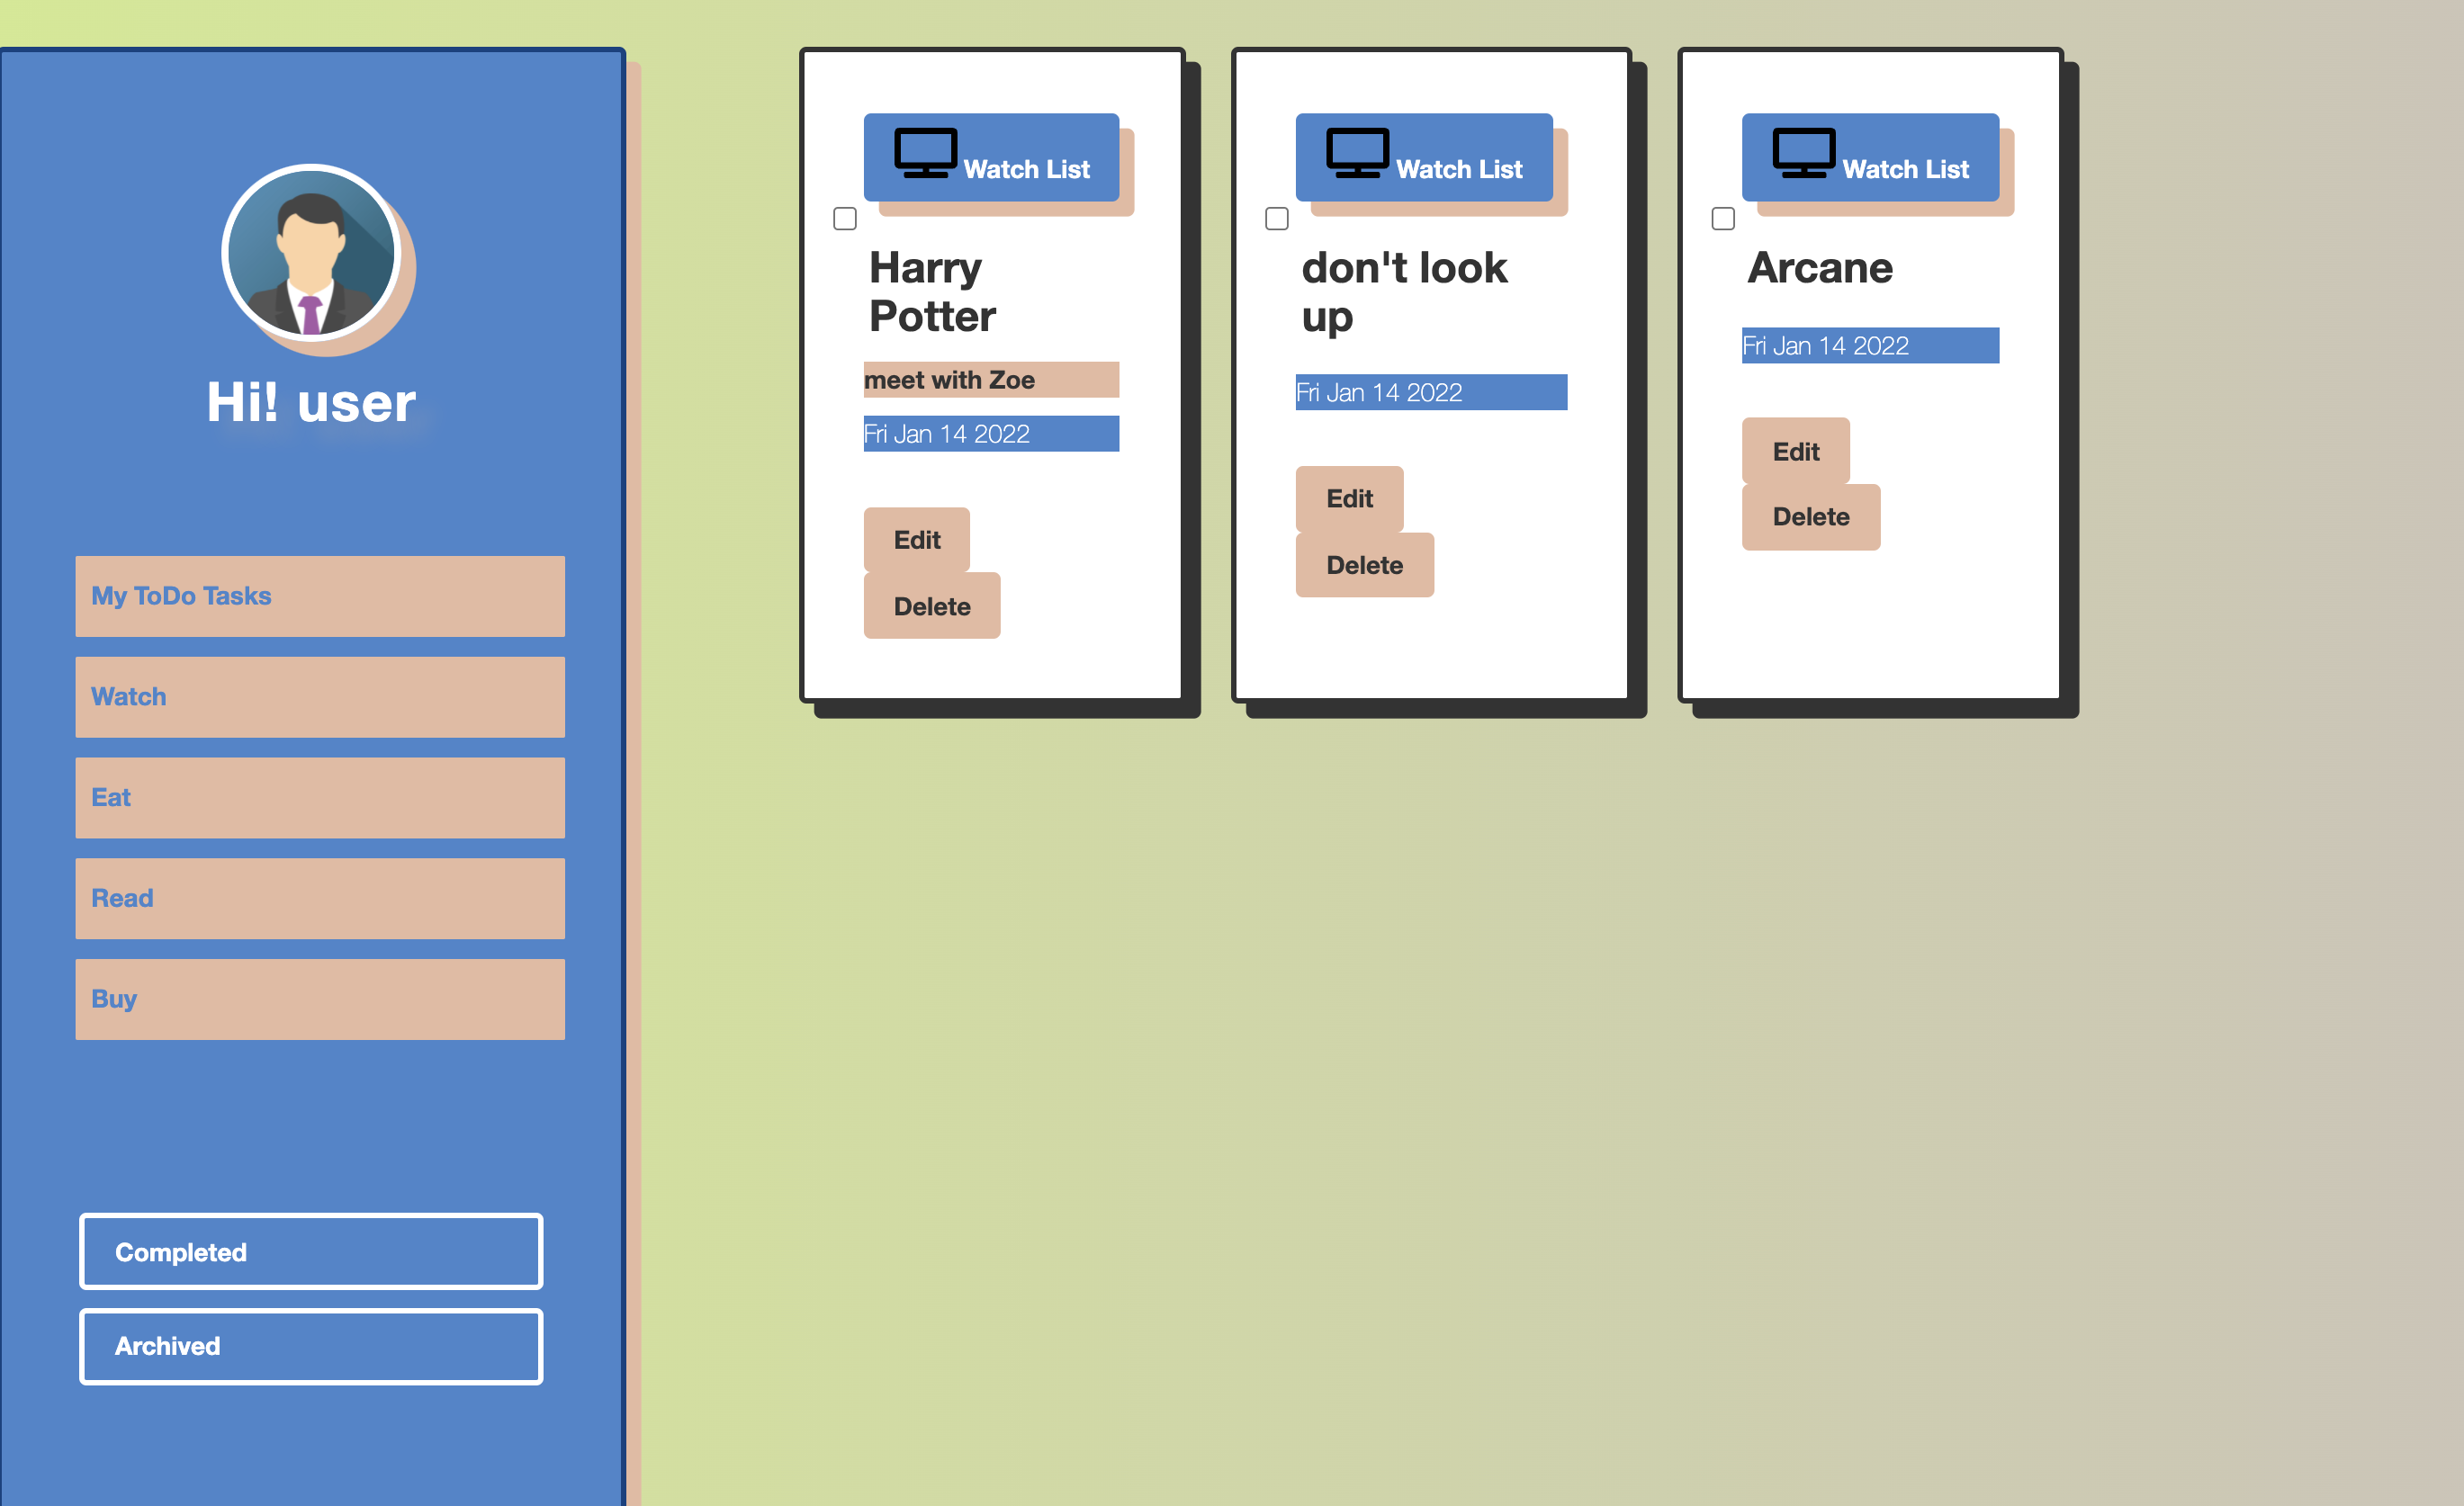 Hi! user
My ToDo Tasks
Watch
Eat
Read
Buy
Completed
Archived
Watch List
Harry
Potter
meet with Zoe
Fri Jan 14 2022
Edit
Delete
Watch List
don't look
up
Fri Jan 14 2022
Edit
Delete
Watch List
Arcane
Fri Jan 14 2022
Edit
Delete